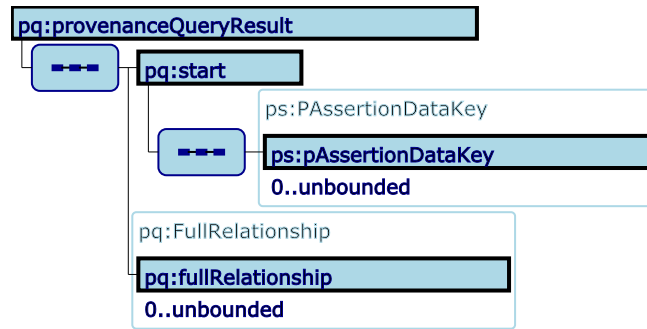 pq:provenanceQueryResult
pq:start
ps:PAssertionDataKey
ps:pAssertionDataKey
0..unbounded
pq:FullRelationship
pq:fullRelationship
0..unbounded